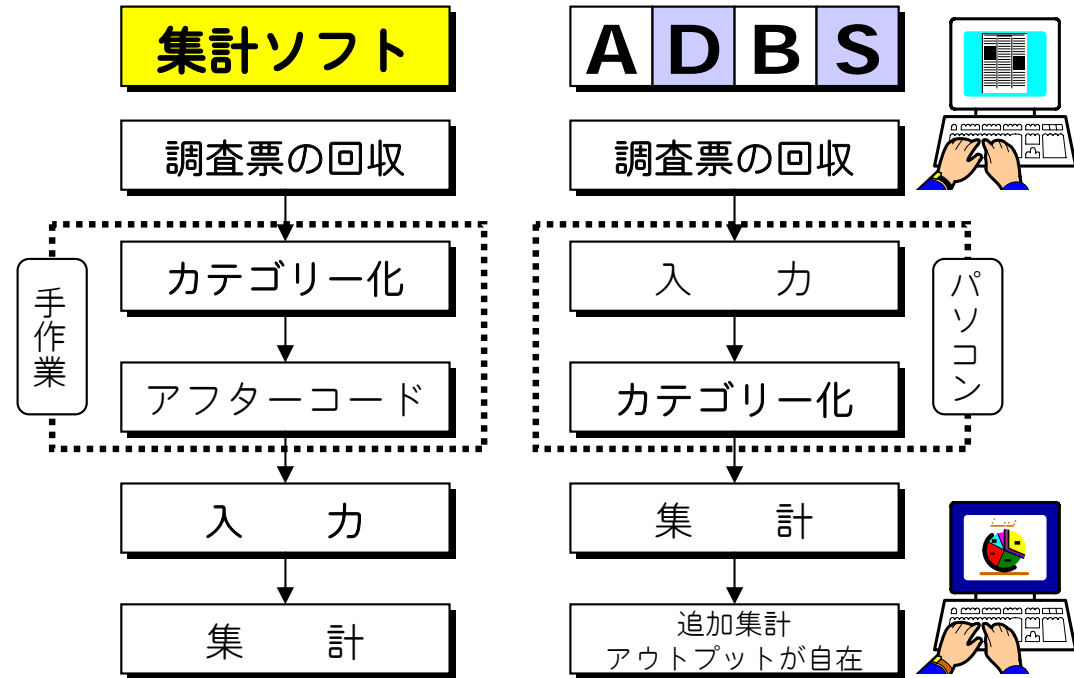 集計ソフト
調査票の回収
手作業
カテゴリー化
アフターコード
入 力
集 計
ADBS
調査票の回収
パソコン
入 力
カテゴリー化
集 計
追加集計
アウトプットが自在